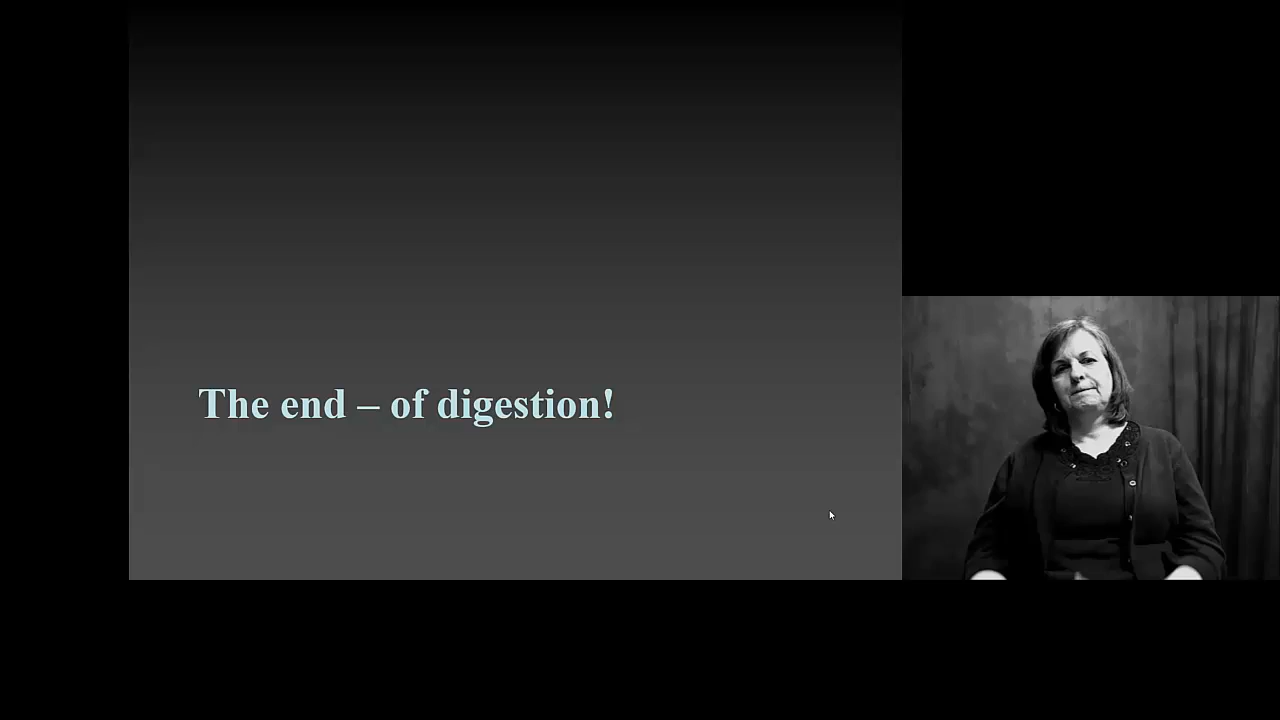 The end – of digestion!